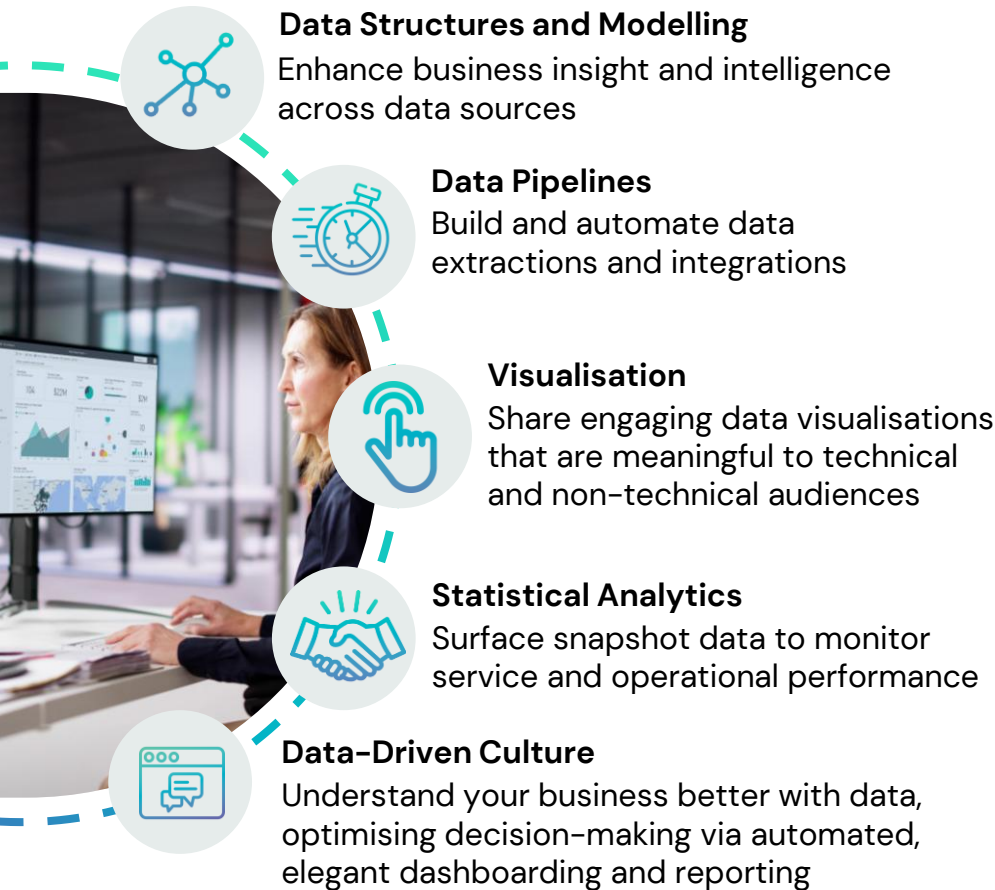 Data Structures and Modelling
Enhance business insight and intelligence
across data sources
Data Pipelines
Build and automate data
extractions and integrations
Visualisation
Share engaging data visualisations
that are meaningful to technical
and non-technical audiences
Statistical Analytics
Surface snapshot data to monitor
service and operational performance
Data-Driven Culture
Understand your business better with data,
optimising decision-making via automated,
elegant dashboarding and reporting